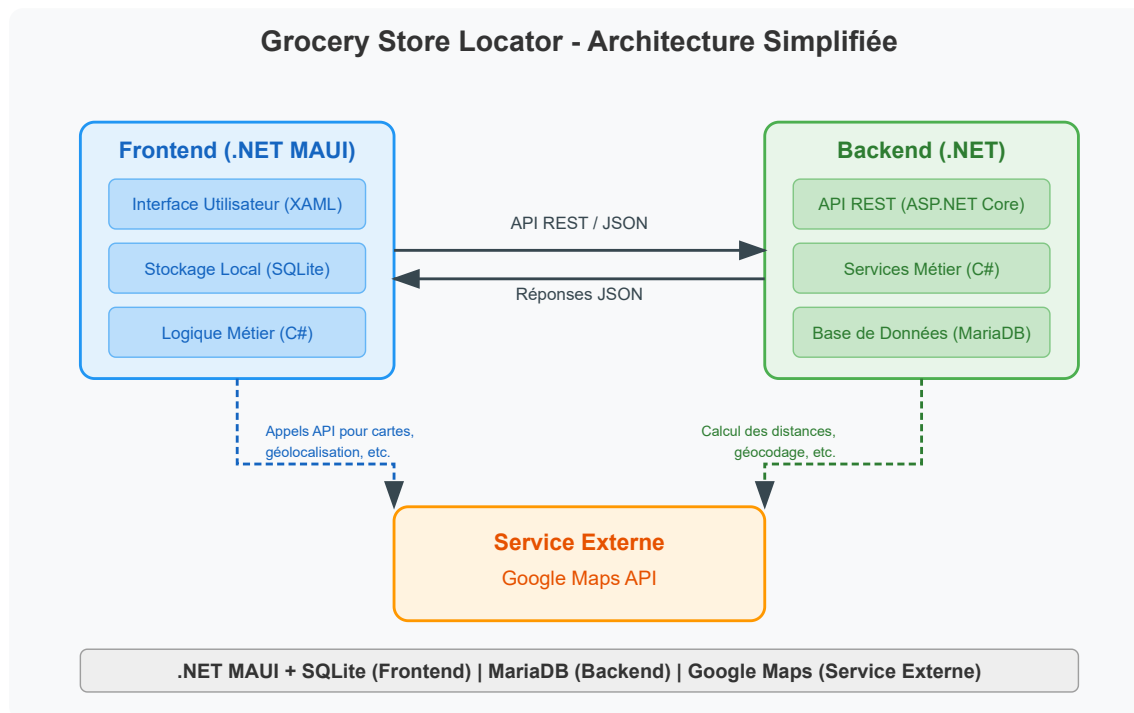 Grocery Store Locator - Architecture Simplifiée
Frontend (.NET MAUI)
Interface Utilisateur (XAML)
Stockage Local (SQLite)
Logique Métier (C#)
API REST / JSON
Réponses JSON
Backend (.NET)
API REST (ASP.NET Core)
Services Métier (C#)
Base de Données (MariaDB)
Appels API pour cartes,
géolocalisation, etc.
Calcul des distances,
géocodage, etc.
Service Externe
Google Maps API
.NET MAUI + SQLite (Frontend) | MariaDB (Backend) | Google Maps (Service Externe)